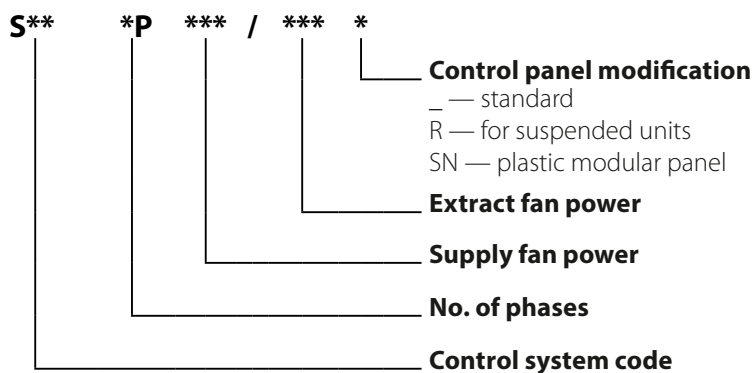 S** *P *** / *** *
Control panel modification
_ — standard
R — for suspended units
SN — plastic modular panel
Extract fan power
Supply fan power
No. of phases
Control system code